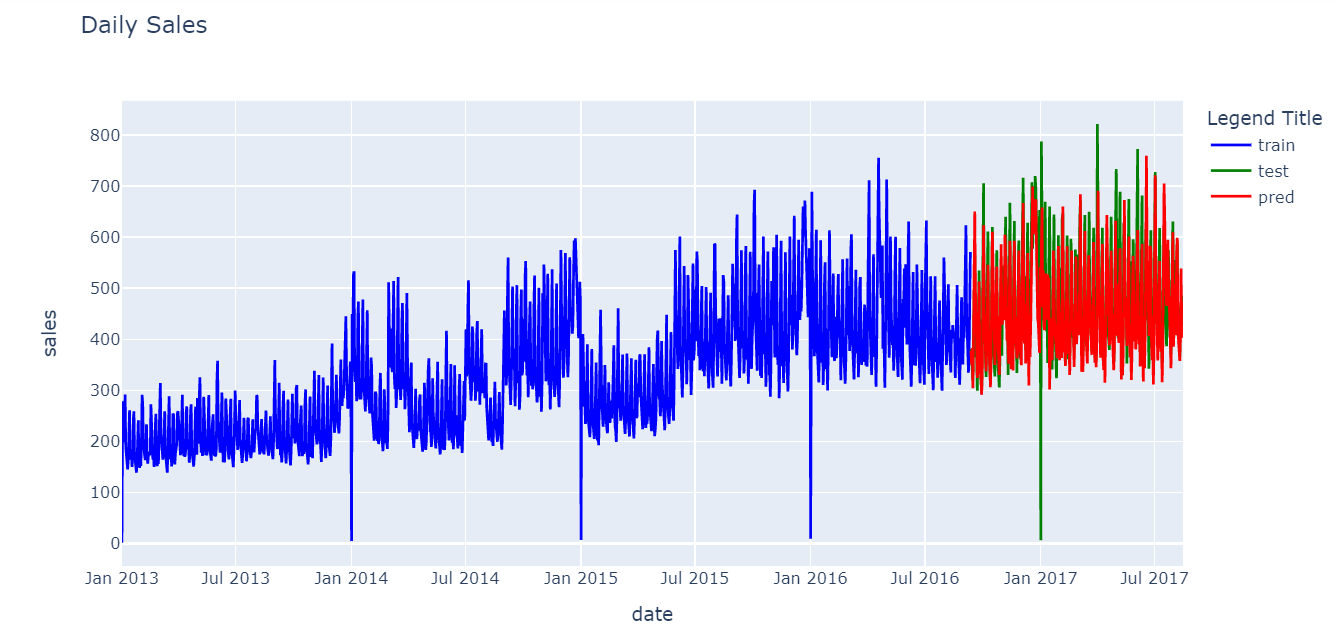 Daily Sales
Legend Title
train
test
pred
800
700
600
500
400
300
200
100
0
sales
Jan 2013 Jul 2013 Jan 2014 Jul 2014 Jan 2015 Jul 2015 Jan 2016 Jul 2016 Jan 2017 Jul 2017
date